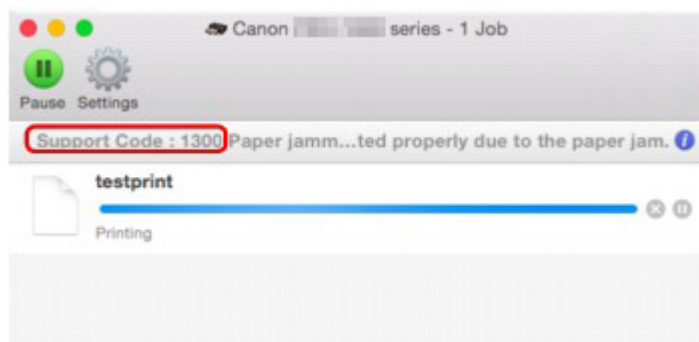 Canon series - 1 Job
Pause Settings
Support Code : 1300 Paper jamm...ted properly due to the paper jam.
testprint
Printing